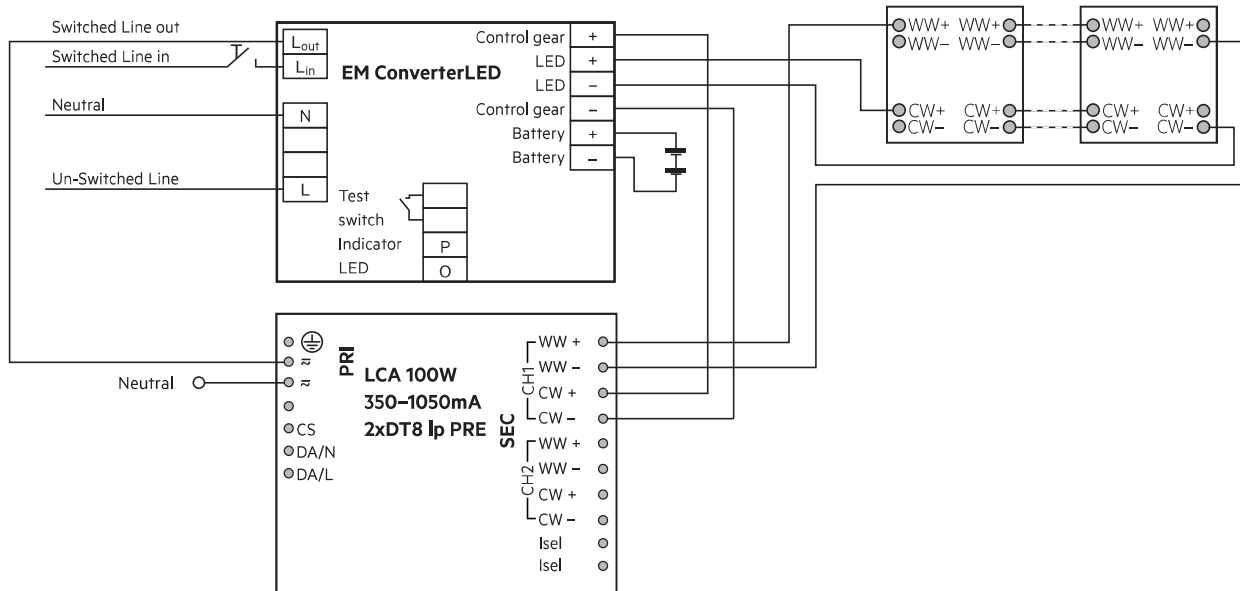 Switched Line out
Switched Line in
Neutral
Un-Switched Line
Lout
Lin
N
L
EM ConverterLED
Control gear +
LED +
LED –
Control gear –
Battery +
Battery –
Test
switch
Indicator P
LED O
WW+ WW+ WW+ WW+
WW– WW– WW– WW–
CW+ CW+ CW+ CW+
CW– CW– CW– CW–
Neutral
PRI
CS
DA/N
DA/L
LCA 100W
350–1050mA
2xDT8 lp PRE
SEC
CH1
WW +
WW –
CW +
CW –
CH2
WW +
WW –
CW +
CW –
Isel
Isel